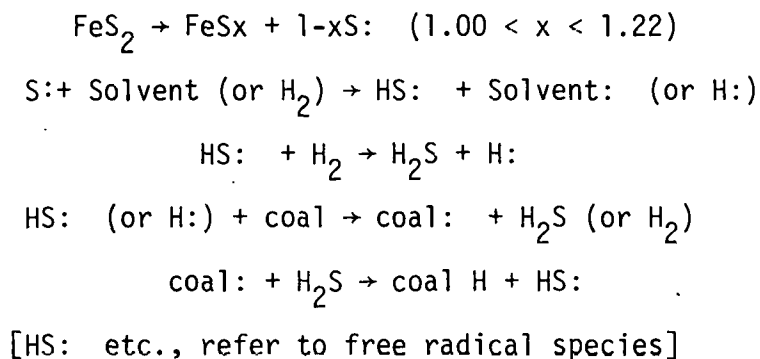 FeS₂ → FeSx + 1-xS: (1.00 < x < 1.22)
S:+ Solvent (or H₂) → HS: + Solvent: (or H:)
HS: + H₂ → H₂S + H:
HS: (or H:) + coal → coal: + H₂S (or H₂)
coal: + H₂S → coal H + HS:
[HS: etc., refer to free radical species]